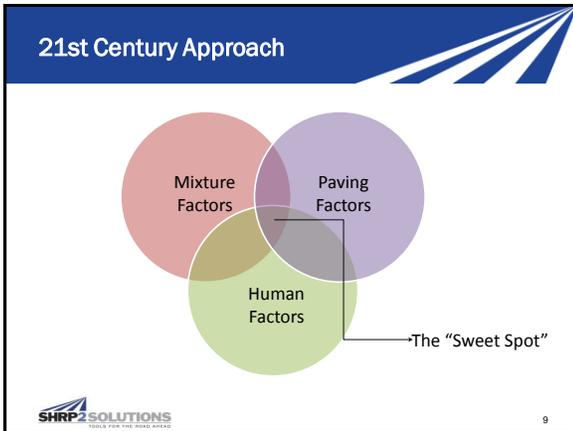 21st Century Approach
Mixture
Factors
Paving
Factors
Human
Factors
The “Sweet Spot”
SHRP2SOLUTIONS
TOOLS FOR THE ROAD AHEAD
9